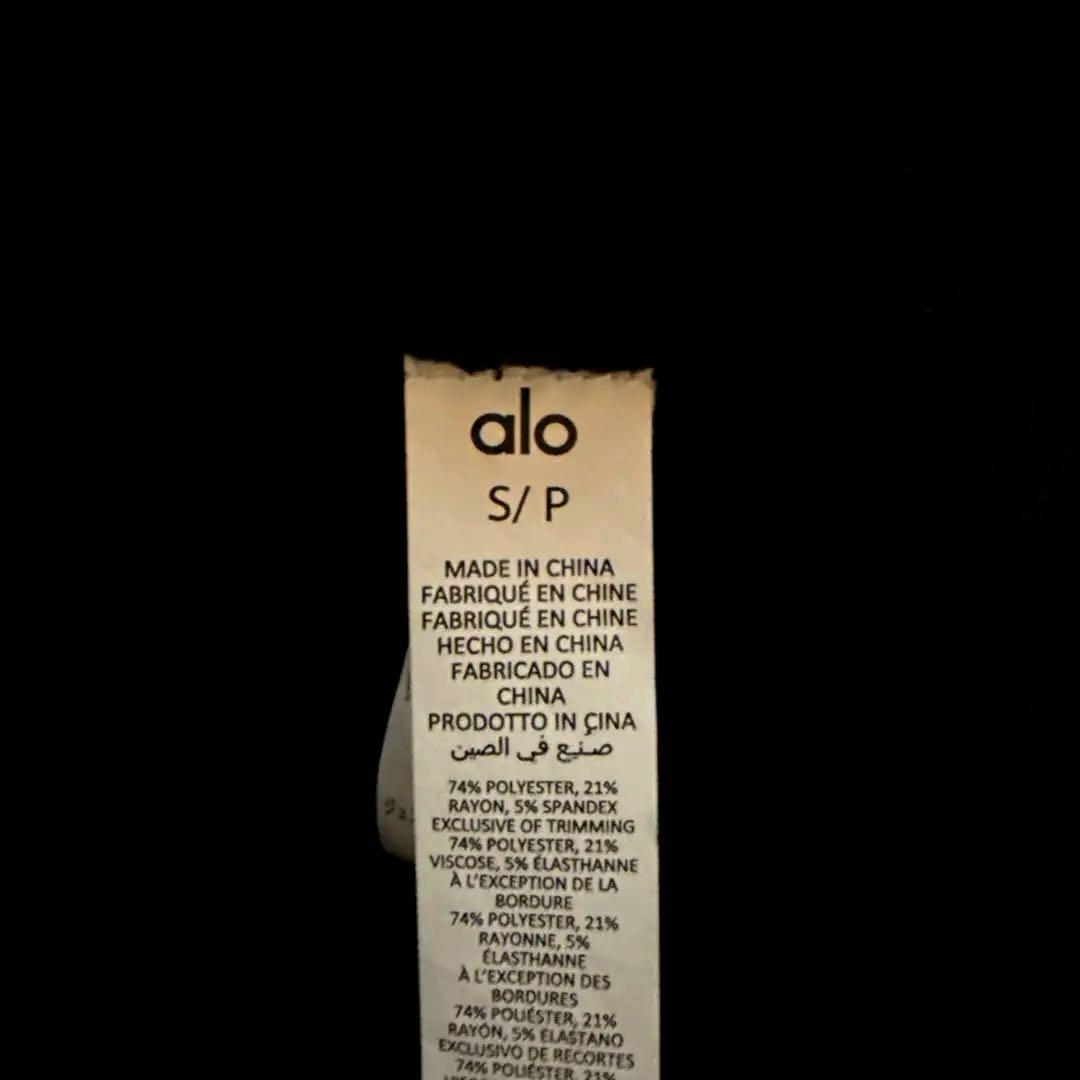 alo
S/ P
MADE IN CHINA
FABRIQUÉ EN CHINE
FABRIQUÉ EN CHINE
HECHO EN CHINA
FABRICADO EN
CHINA
PRODOTTO IN ÇINA
صنع في الصين
74% POLYESTER, 21%
RAYON, 5% SPANDEX
EXCLUSIVE OF TRIMMING
74% POLYESTER, 21%
VISCOSE, 5% ÉLASTHANNE
À L'EXCEPTION DE LA
BORDURE
74% POLYESTER, 21%
RAYONNE, 5%
ÉLASTHANNE
À L'EXCEPTION DES
BORDURES
74% POLIÉSTER, 21%
RAYÓN, 5% ELASTANO
EXCLUSIVO DE RECORTES
74% POLIÉSTER, 21%